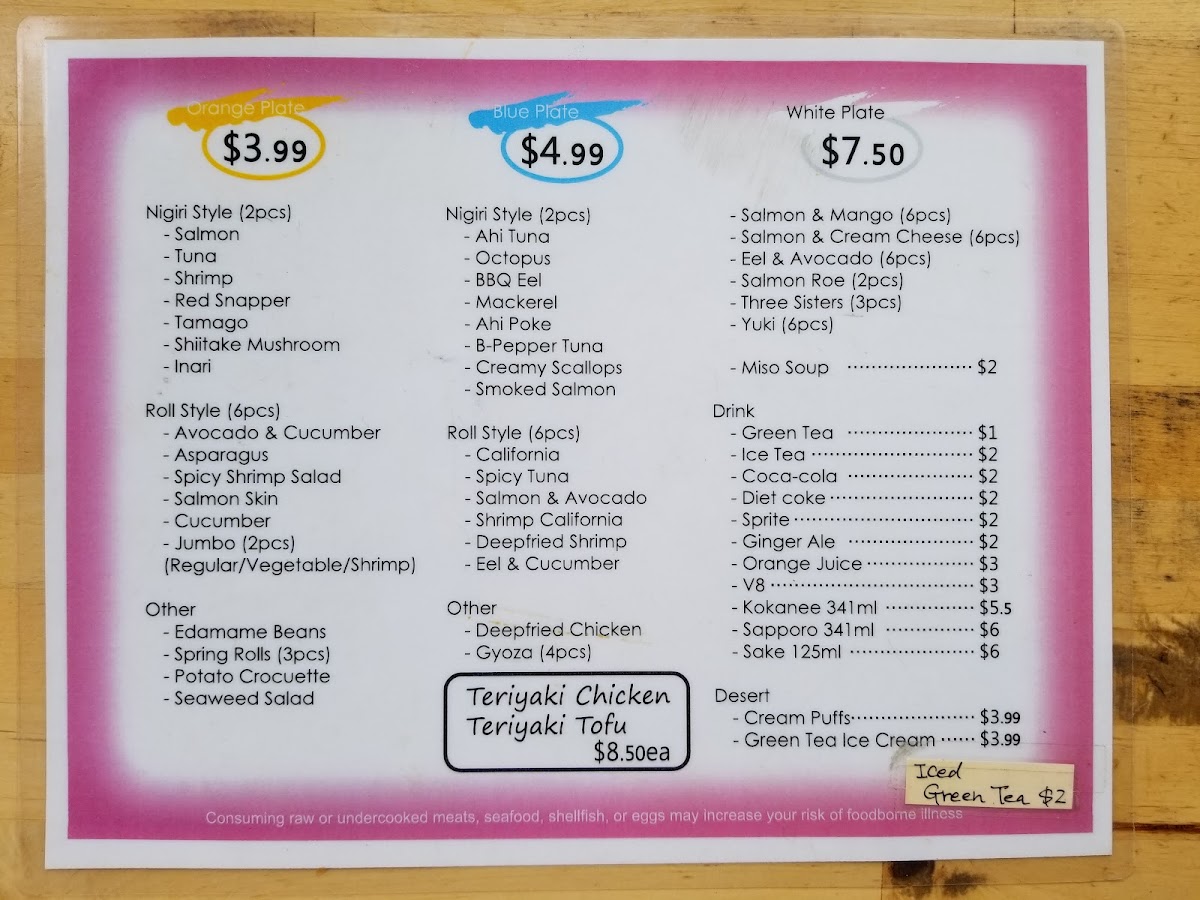 Orange Plate
$3.99
Nigiri Style (2pcs)
- Salmon
- Tuna
- Shrimp
- Red Snapper
- Tamago
- Shiitake Mushroom
- Inari
Roll Style (6pcs)
- Avocado & Cucumber
- Asparagus
- Spicy Shrimp Salad
- Salmon Skin
- Cucumber
- Jumbo (2pcs)
(Regular/Vegetable/Shrimp)
Other
- Edamame Beans
- Spring Rolls (3pcs)
- Potato Crocuette
- Seaweed Salad
Blue Plate
$4.99
Nigiri Style (2pcs)
- Ahi Tuna
- Octopus
- BBQ Eel
- Mackerel
- Ahi Poke
- B-Pepper Tuna
- Creamy Scallops
- Smoked Salmon
Roll Style (6pcs)
- California
- Spicy Tuna
- Salmon & Avocado
- Shrimp California
- Deepfried Shrimp
- Eel & Cucumber
Other
- Deepfried Chicken
- Gyoza (4pcs)
Teriyaki Chicken
Teriyaki Tofu
$8.50ea
White Plate
$7.50
- Salmon & Mango (6pcs)
- Salmon & Cream Cheese (6pcs)
- Eel & Avocado (6pcs)
- Salmon Roe (2pcs)
- Three Sisters (3pcs)
- Yuki (6pcs)
- Miso Soup ····················· $2
Drink
- Green Tea ····················· $1
- Ice Tea ··························· $2
- Coca-cola ····················· $2
- Diet coke ······················· $2
- Sprite ····························· $2
- Ginger Ale ····················· $2
- Orange Juice ················· $3
- V8 ································· $3
- Kokanee 341ml ··············· $5.5
- Sapporo 341ml ··············· $6
- Sake 125ml ····················· $6
Desert
- Cream Puffs ····················· $3.99
- Green Tea Ice Cream ······ $3.99
Iced
Green Tea $2
Consuming raw or undercooked meats, seafood, shellfish, or eggs may increase your risk of foodborne illness